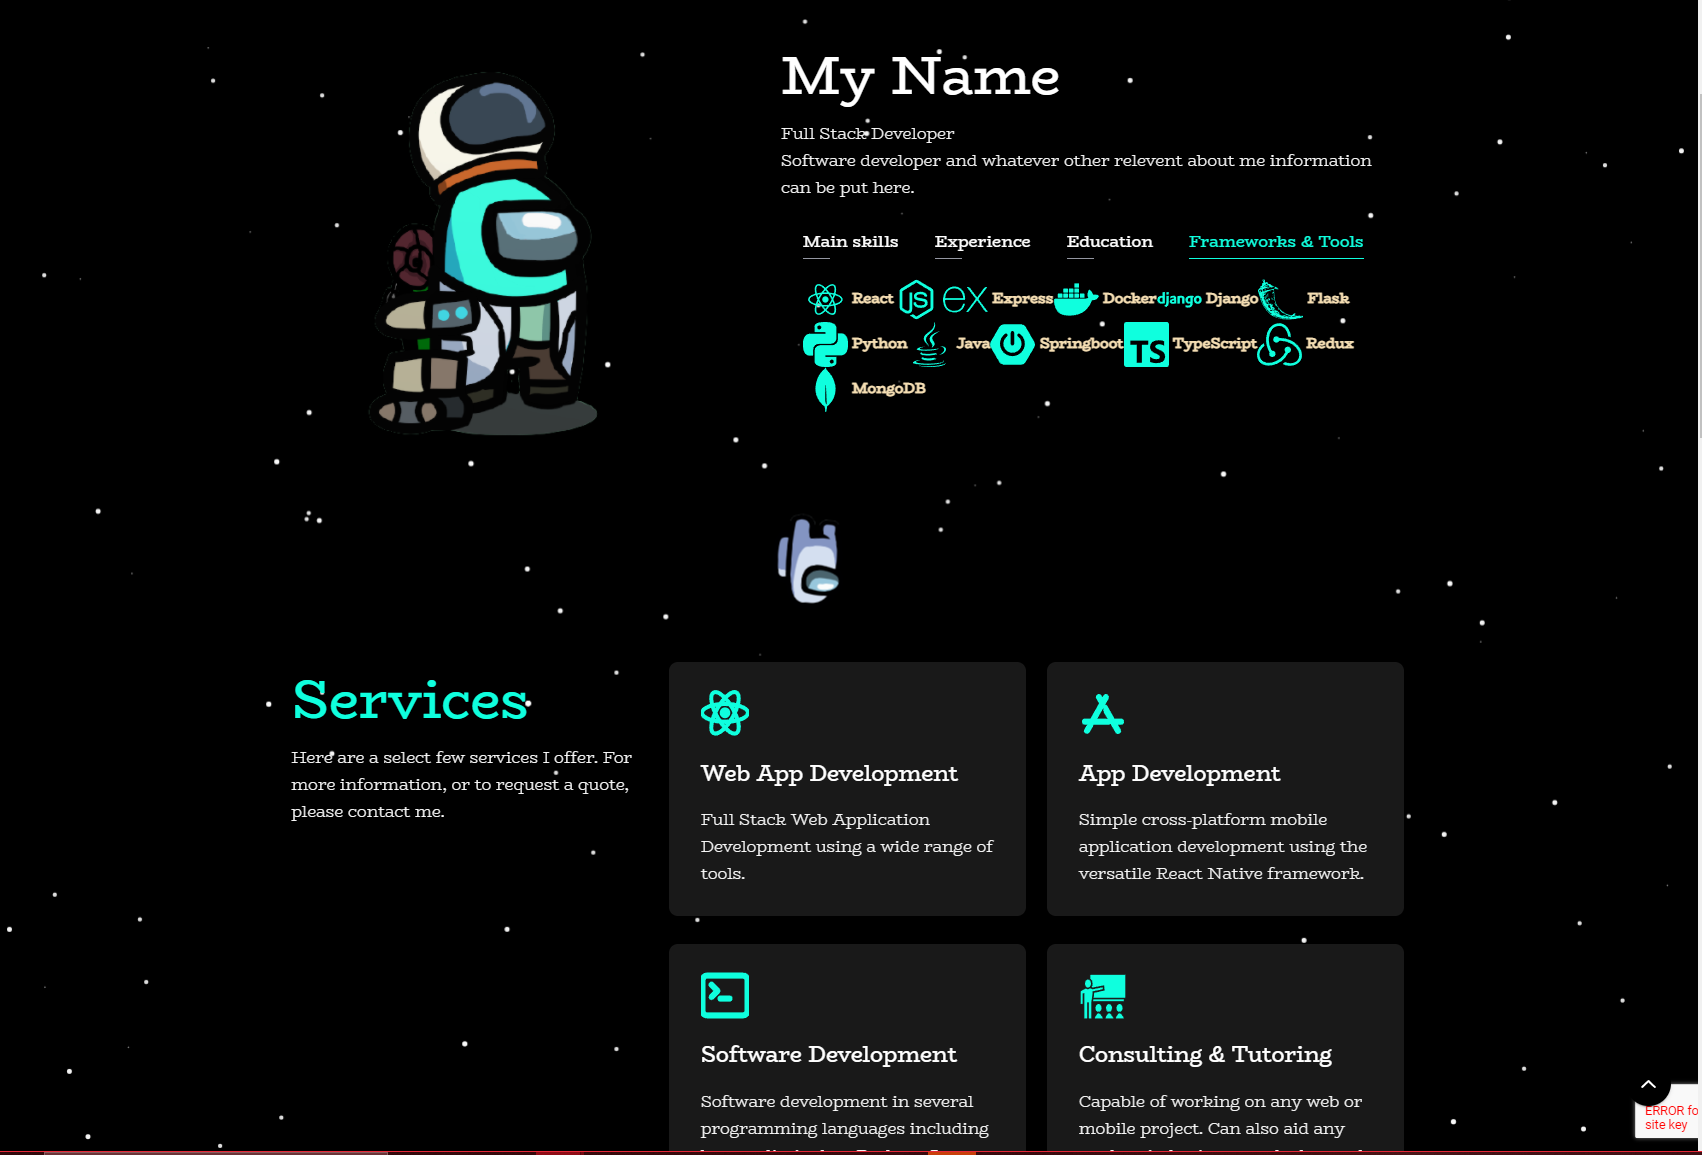 My Name
Full Stack Developer
Software developer and whatever other relevent about me information
can be put here.
Main skills Experience Education Frameworks & Tools
React JS ex Express Docker django Django Flask
Python Java Springboot TS TypeScript Redux
MongoDB
Services
Here are a select few services I offer. For
more information, or to request a quote,
please contact me.
Web App Development
Full Stack Web Application
Development using a wide range of
tools.
App Development
Simple cross-platform mobile
application development using the
versatile React Native framework.
Software Development
Software development in several
programming languages including
Consulting & Tutoring
Capable of working on any web or
mobile project. Can also aid any
ERROR fo
site key